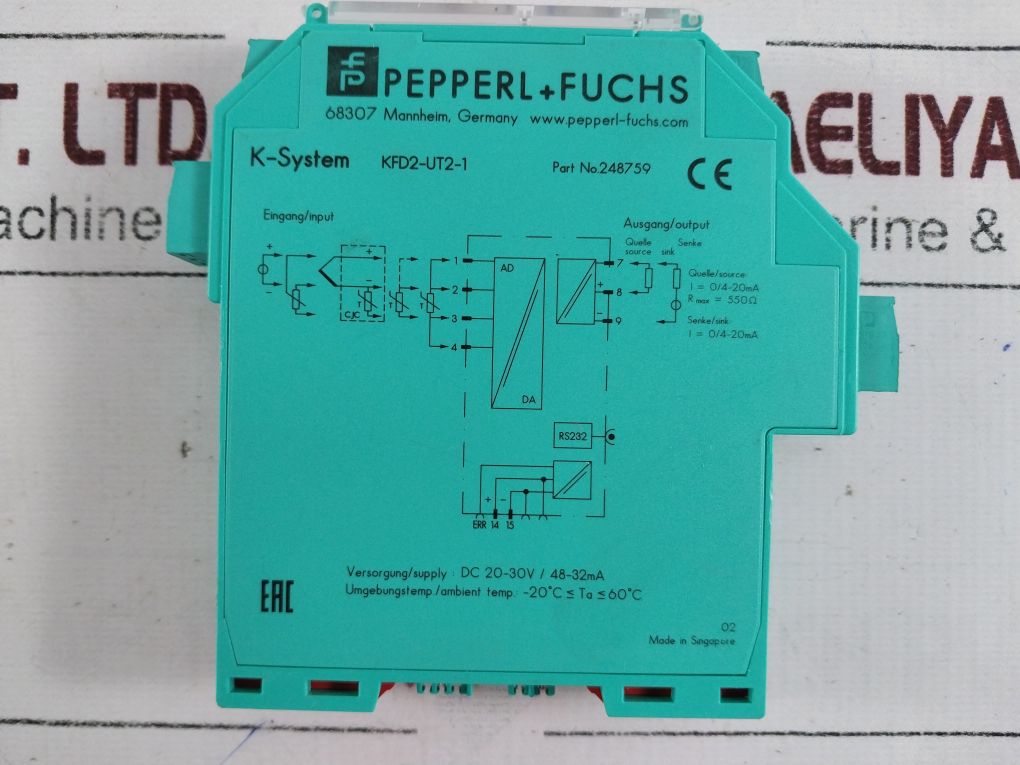 T. LTD
AELIYA
achine
rine &
PEPPERL+FUCHS
68307 Mannheim, Germany www.pepperl-fuchs.com
K-System KFD2-UT2-1 Part No.248759 CE
Eingang/input
Ausgang/output
Quelle Senke
source sink
Quelle/source:
I = 0/4-20mA
R max = 550Ω
Senke/sink:
I = 0/4-20mA
+
-
+
-
T
CJC
T
T
T
1
2
3
4
AD
DA
7
+
8
-
9
RS232
+ -
ERR 14 15
Versorgung/supply : DC 20-30V / 48-32mA
Umgebungstemp./ambient temp.: -20°C ≤ Ta ≤ 60°C
EAC
02
Made in Singapore